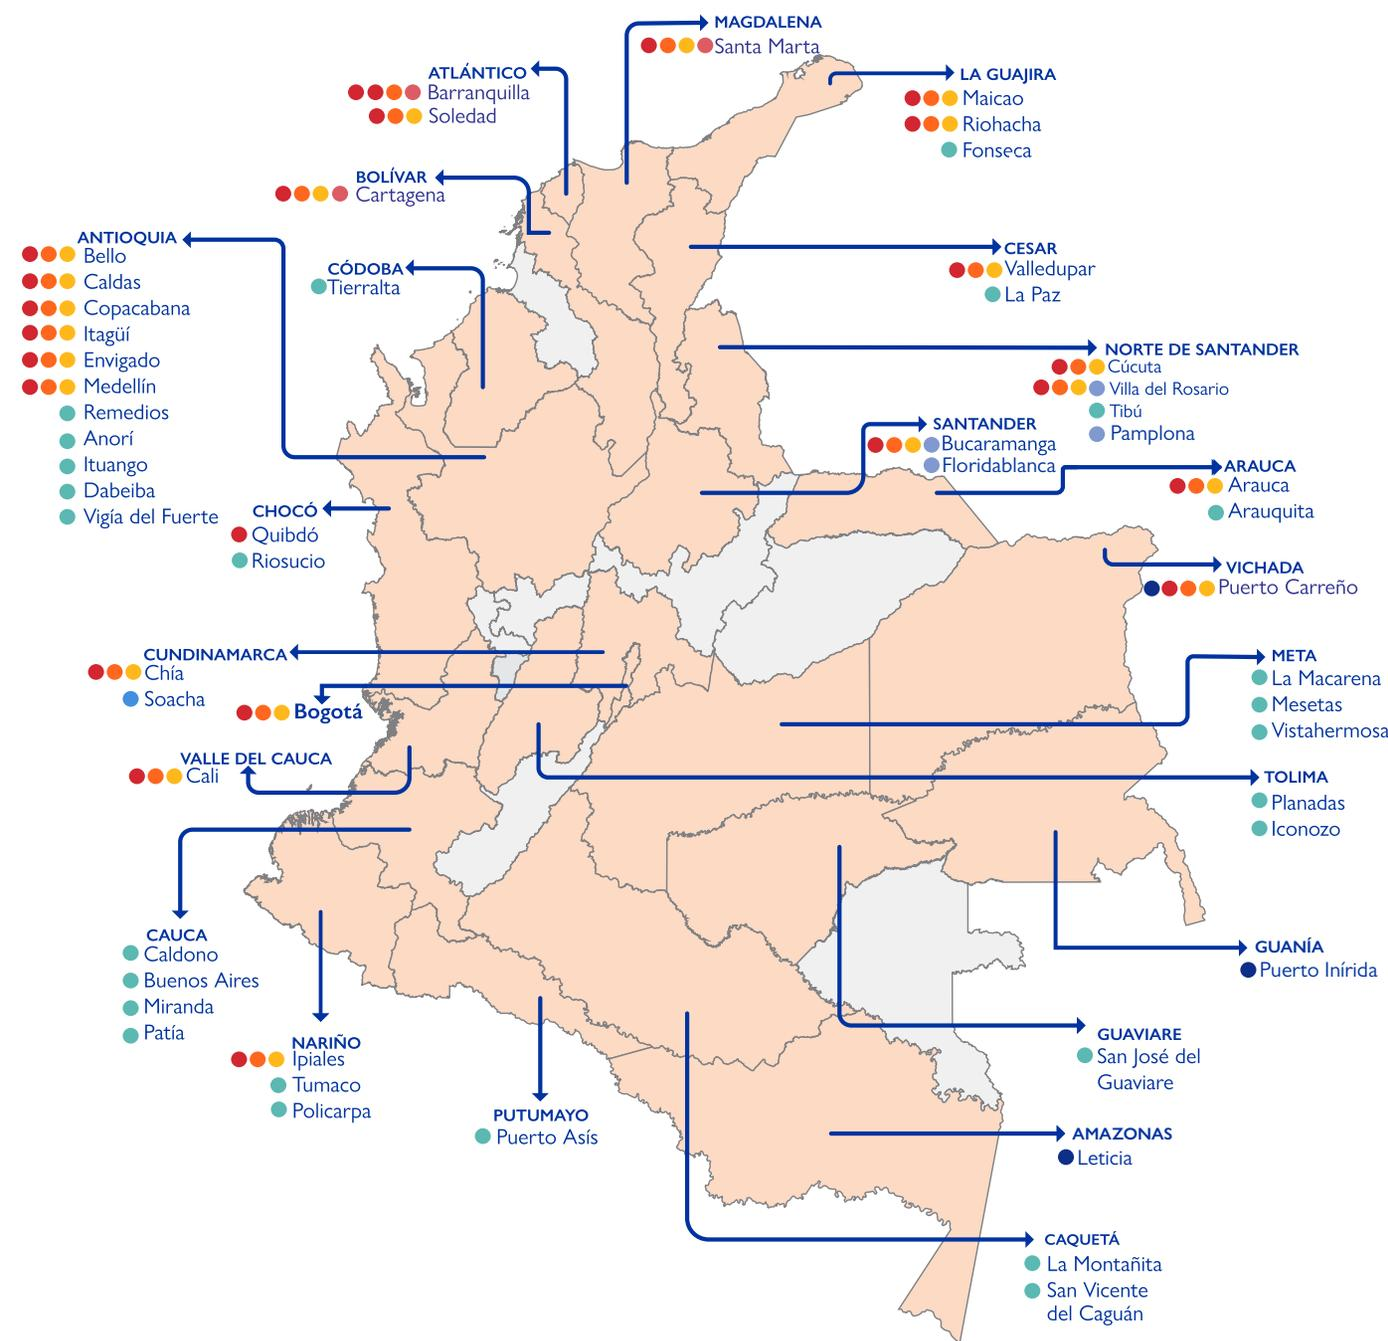 MAGDALENA
Santa Marta
ATLÁNTICO
Barranquilla
Soledad
LA GUAJIRA
Maicao
Riohacha
Fonseca
BOLÍVAR
Cartagena
ANTIOQUIA
Bello
Caldas
Copacabana
Itagüí
Envigado
Medellín
Remedios
Anorí
Ituango
Dabeiba
Vigía del Fuerte
CÓDOBA
Tierralta
CESAR
Valledupar
La Paz
NORTE DE SANTANDER
Cúcuta
Villa del Rosario
Tibú
Pamplona
SANTANDER
Bucaramanga
Floridablanca
ARAUCA
Arauca
Arauquita
CHOCÓ
Quibdó
Riosucio
VICHADA
Puerto Carreño
CUNDINAMARCA
Chía
Soacha
Bogotá
META
La Macarena
Mesetas
Vistahermosa
VALLE DEL CAUCA
Cali
TOLIMA
Planadas
Iconozo
CAUCA
Caldono
Buenos Aires
Miranda
Patía
GUANÍA
Puerto Inírida
NARIÑO
Ipiales
Tumaco
Policarpa
GUAVIARE
San José del
Guaviare
PUTUMAYO
Puerto Asís
AMAZONAS
Leticia
CAQUETÁ
La Montañita
San Vicente
del Caguán